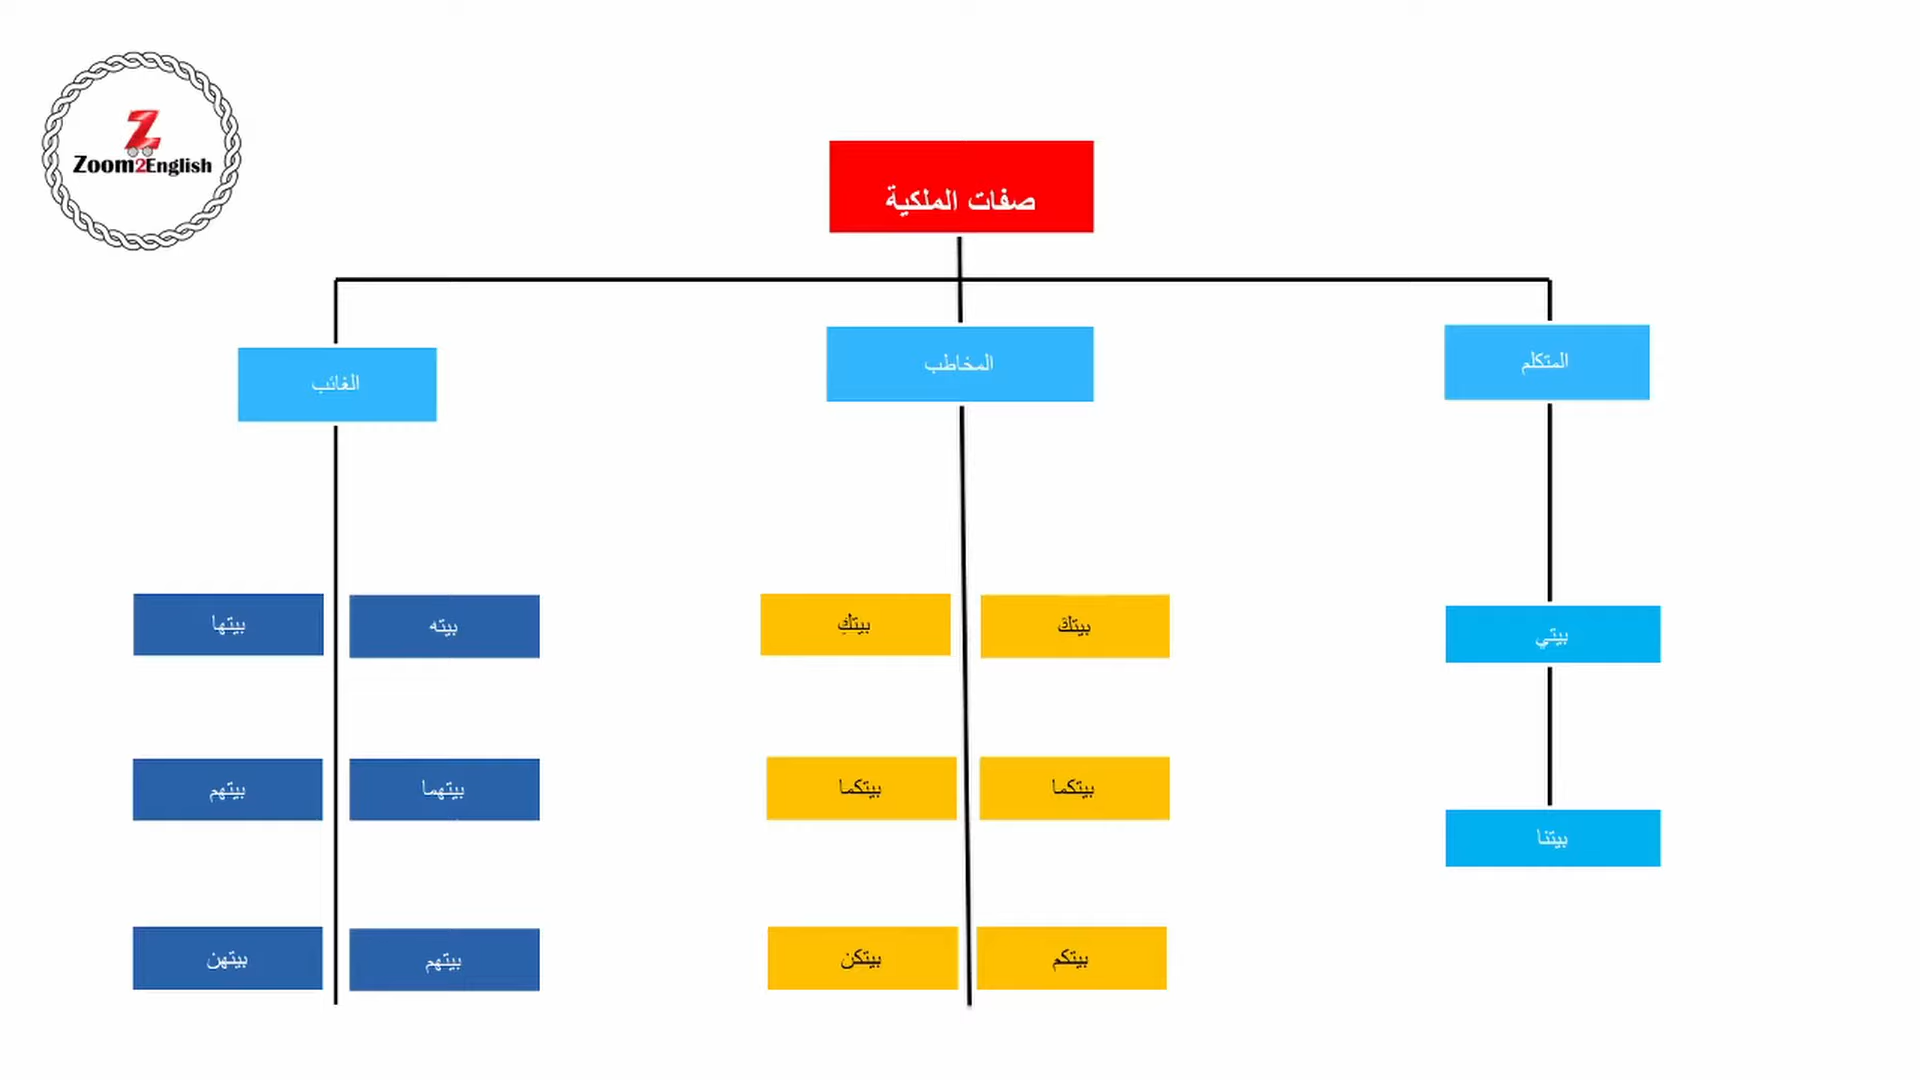 Z
Zoom2English
صفات الملكية
المتكلم
المخاطب
الغائب
بيتي
بيتنا
بيتك
بيتكِ
بيتكما
بيتكما
بيتكم
بيتكن
بيته
بيتها
بيتهما
بيتهم
بيتهم
بيتهن